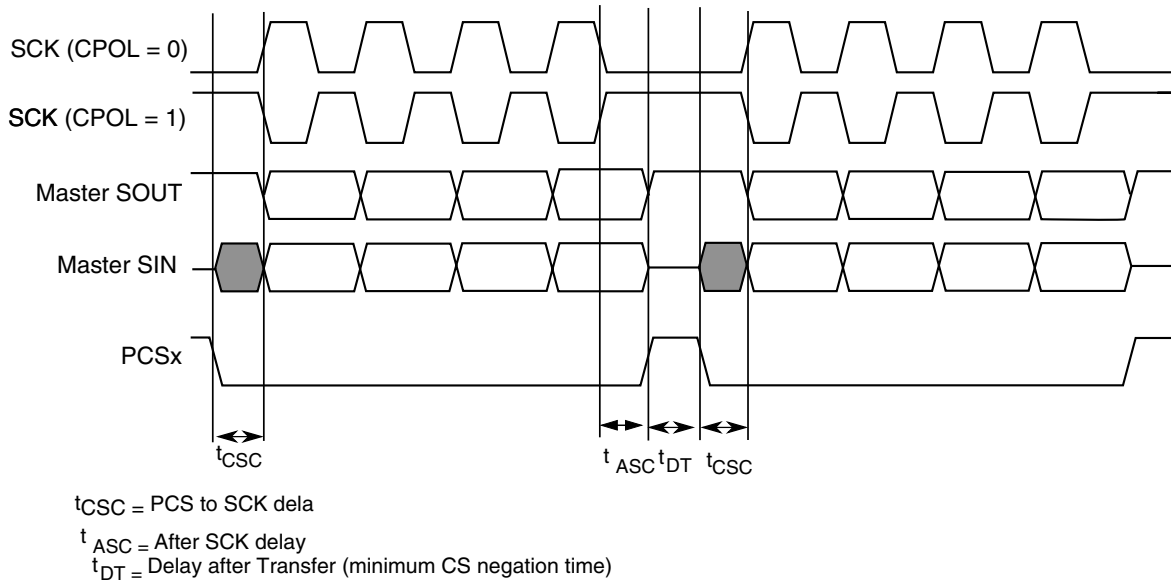 SCK (CPOL = 0)
SCK (CPOL = 1)
Master SOUT
Master SIN
PCSx
tCSC
t ASC
tDT
tCSC
tCSC = PCS to SCK dela
t ASC = After SCK delay
tDT = Delay after Transfer (minimum CS negation time)